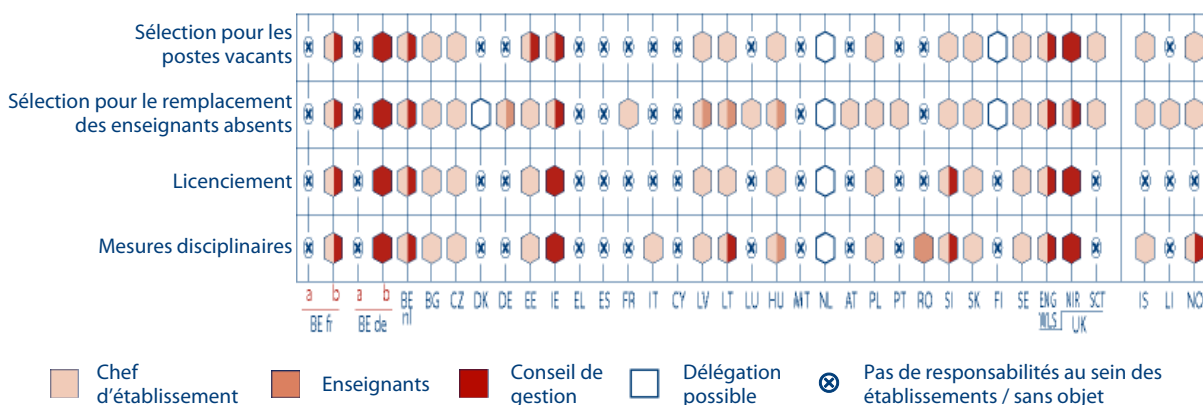 Sélection pour les
postes vacants
Sélection pour le remplacement
des enseignants absents
Licenciement
Mesures disciplinaires
a b a b BE BG CZ DK DE EE IE EL ES FR IT CY LV LT LU HU MT NL AT PL PT RO SI SK FI SE ENG NIR SCT IS LI NO
BE fr BE de nl WLS UK
Chef
d'établissement
Enseignants
Conseil de
gestion
Délégation
possible
Pas de responsabilités au sein des
établissements / sans objet